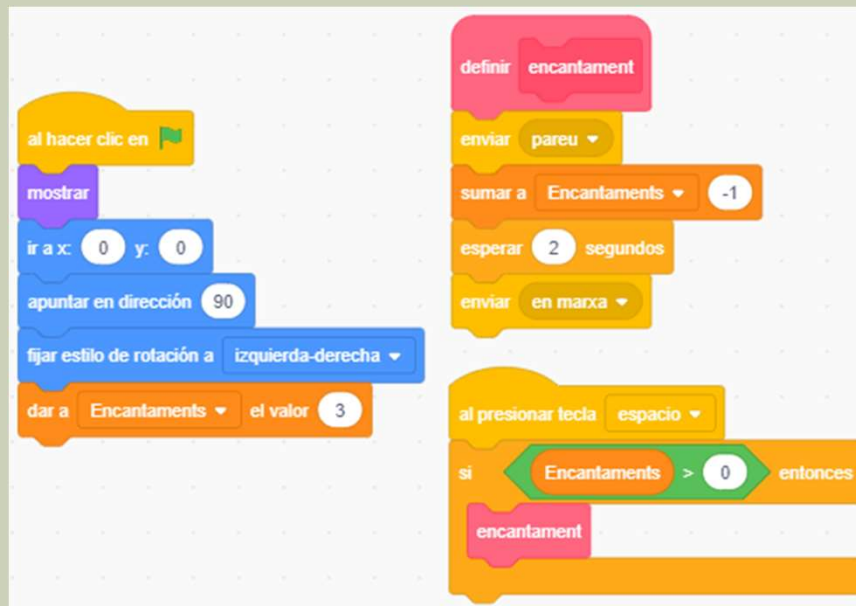 al hacer clic en
mostrar
ir a x: 0 y: 0
apuntar en dirección 90
fijar estilo de rotación a izquierda-derecha
dar a Encantaments el valor 3
definir encantament
enviar pareu
sumar a Encantaments -1
esperar 2 segundos
enviar en marxa
al presionar tecla espacio
si Encantaments > 0 entonces
encantament